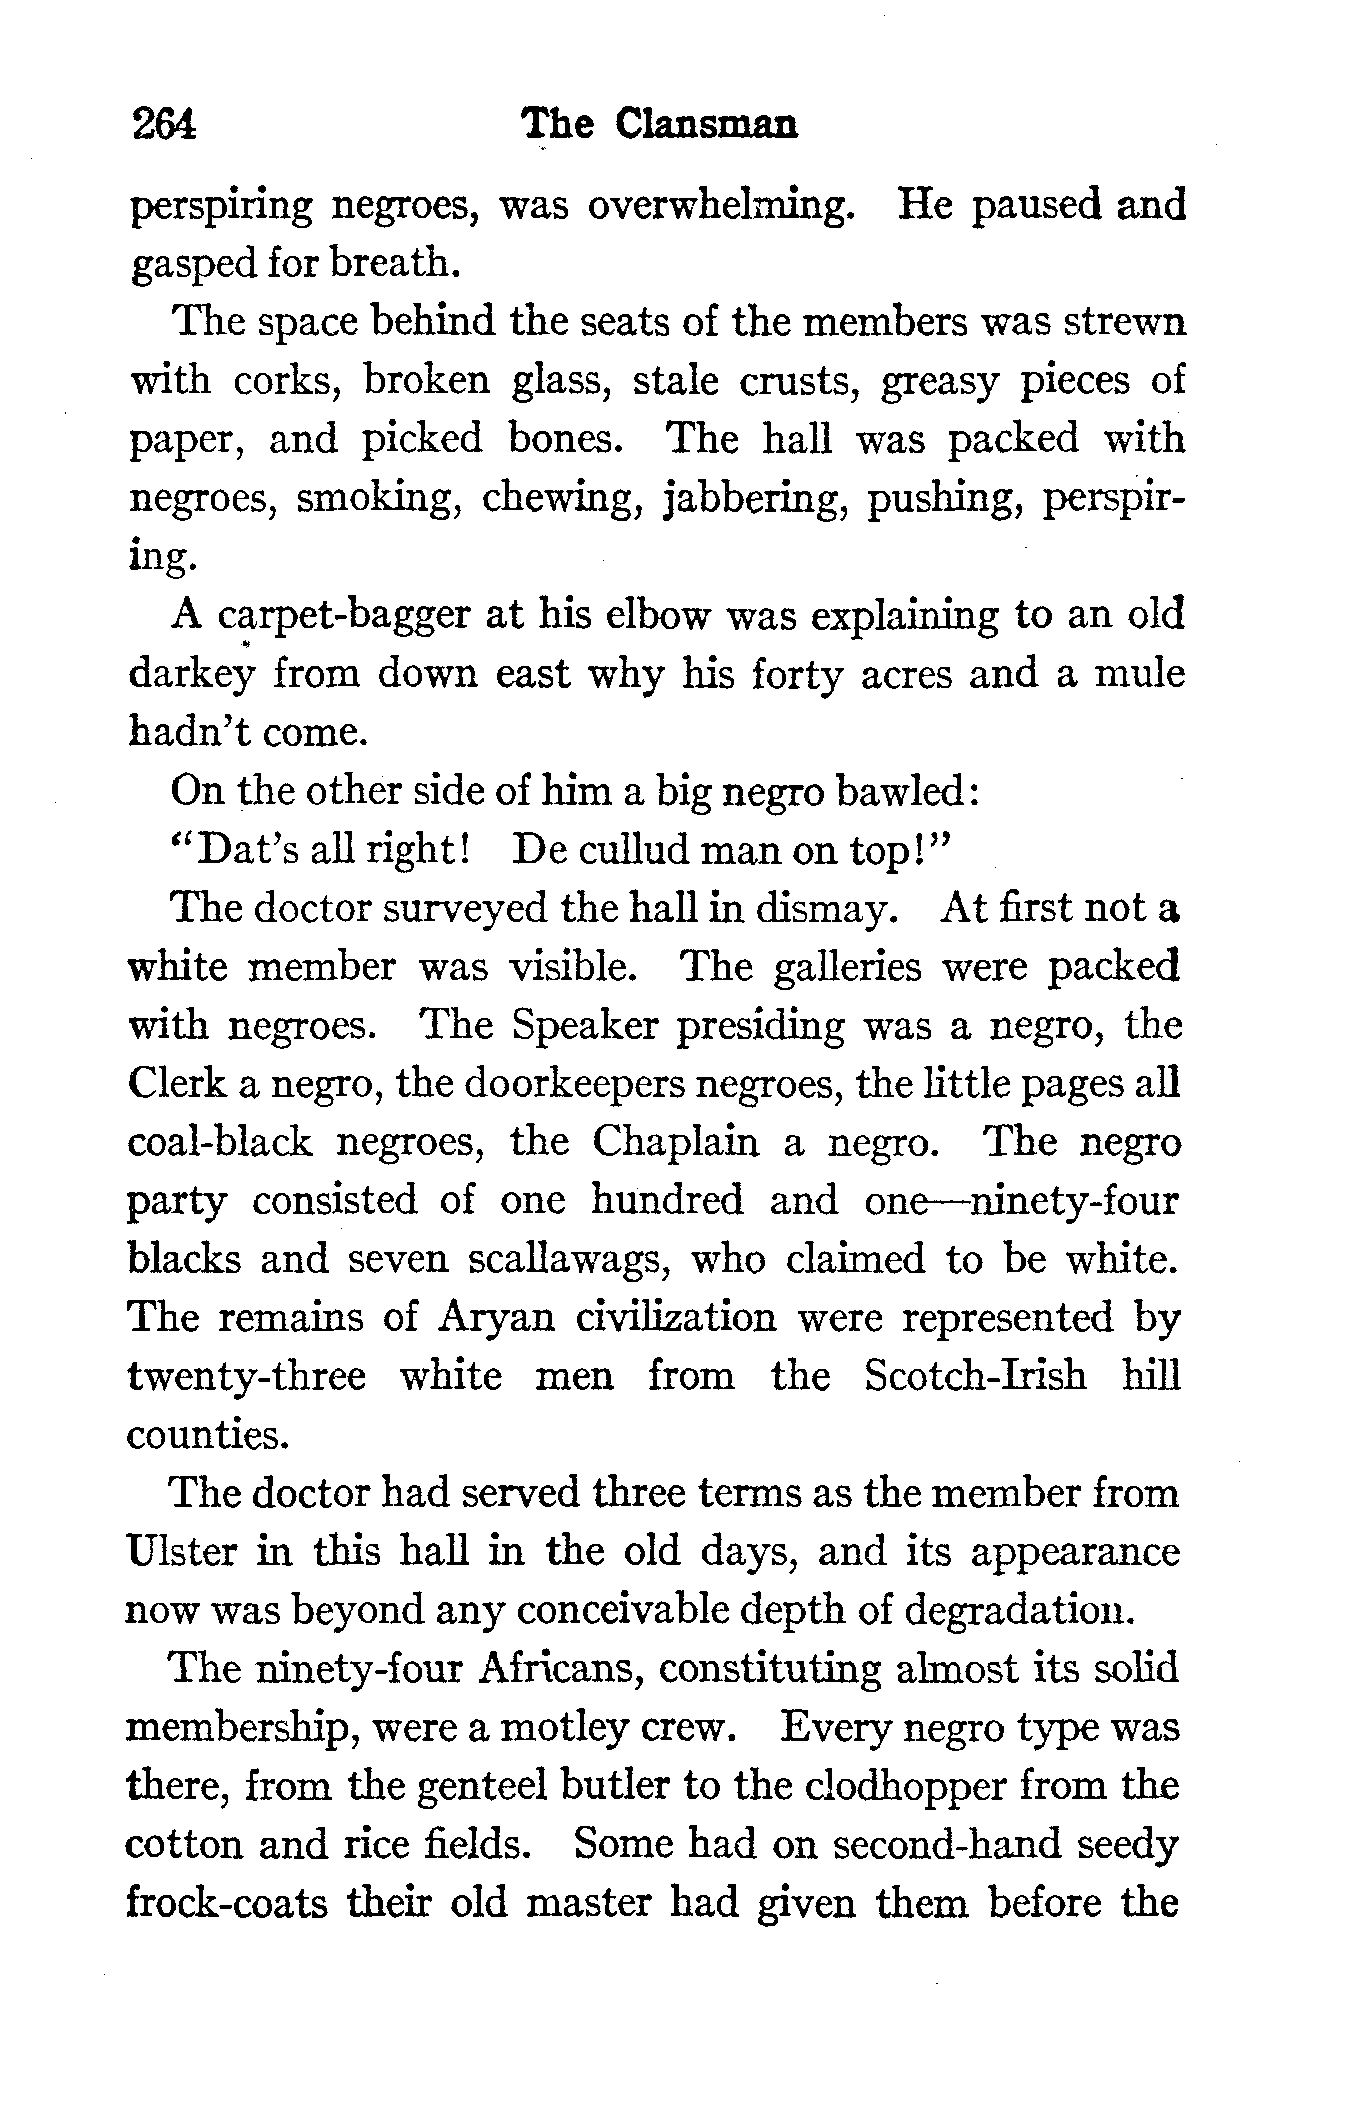 264 The Clansman
perspiring negroes, was overwhelming. He paused and
gasped for breath.
The space behind the seats of the members was strewn
with corks, broken glass, stale crusts, greasy pieces of
paper, and picked bones. The hall was packed with
negroes, smoking, chewing, jabbering, pushing, perspir-
ing.
A carpet-bagger at his elbow was explaining to an old
darkey from down east why his forty acres and a mule
hadn't come.
On the other side of him a big negro bawled:
"Dat's all right! De cullud man on top!"
The doctor surveyed the hall in dismay. At first not a
white member was visible. The galleries were packed
with negroes. The Speaker presiding was a negro, the
Clerk a negro, the doorkeepers negroes, the little pages all
coal-black negroes, the Chaplain a negro. The negro
party consisted of one hundred and one—ninety-four
blacks and seven scallawags, who claimed to be white.
The remains of Aryan civilization were represented by
twenty-three white men from the Scotch-Irish hill
counties.
The doctor had served three terms as the member from
Ulster in this hall in the old days, and its appearance
now was beyond any conceivable depth of degradation.
The ninety-four Africans, constituting almost its solid
membership, were a motley crew. Every negro type was
there, from the genteel butler to the clodhopper from the
cotton and rice fields. Some had on second-hand seedy
frock-coats their old master had given them before the